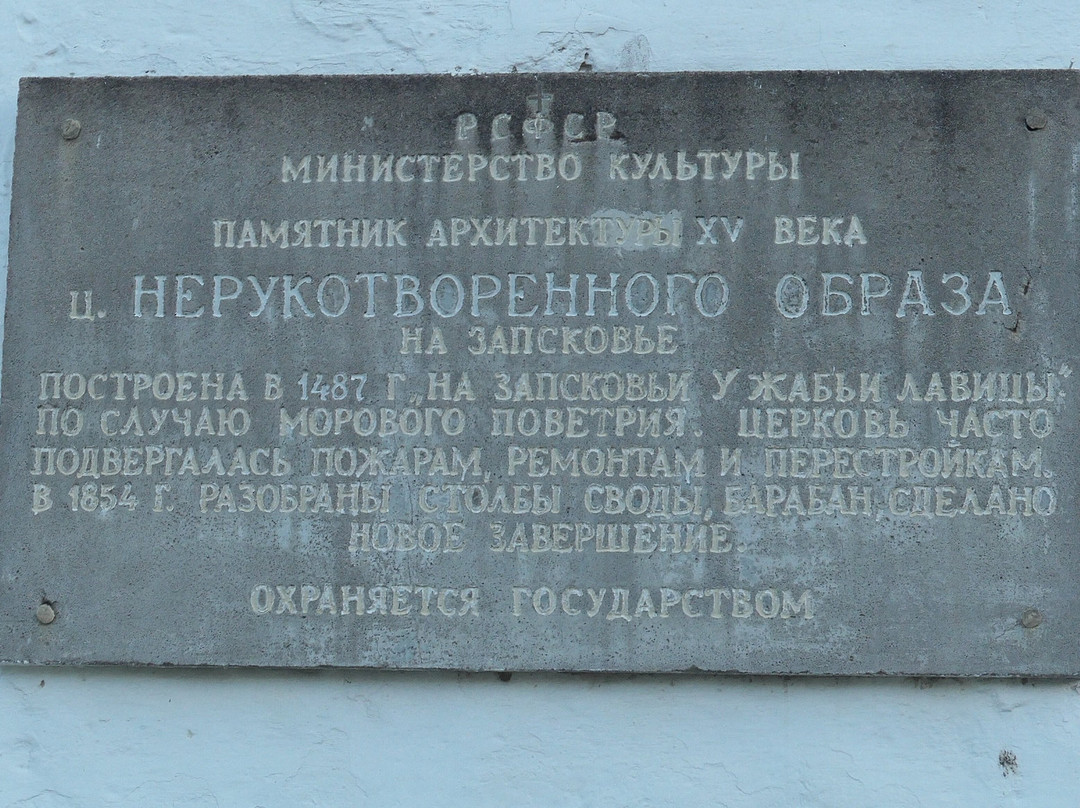 РСФСР
МИНИСТЕРСТВО КУЛЬТУРЫ
ПАМЯТНИК АРХИТЕКТУРЫ XV ВЕКА
Ц. НЕРУКОТВОРЕННОГО ОБРАЗА
НА ЗАПСКОВЬЕ
ПОСТРОЕНА В 1487 Г. „НА ЗАПСКОВЬИ У ЖАБЬИ ЛАВИЦЫ“
ПО СЛУЧАЮ МОРОВОГО ПОВЕТРИЯ. ЦЕРКОВЬ ЧАСТО
ПОДВЕРГАЛАСЬ ПОЖАРАМ, РЕМОНТАМ И ПЕРЕСТРОЙКАМ.
В 1854 Г. РАЗОБРАНЫ СТОЛБЫ СВОДЫ, БАРАБАН, СДЕЛАНО
НОВОЕ ЗАВЕРШЕНИЕ.
ОХРАНЯЕТСЯ ГОСУДАРСТВОМ